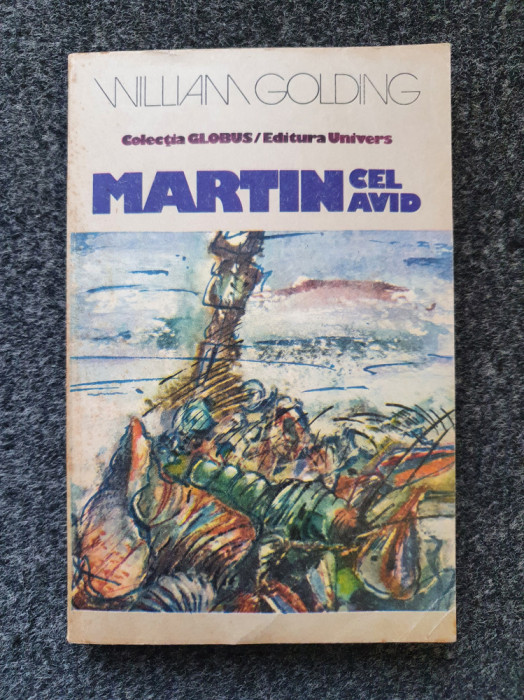 WILLIAM GOLDING
Colecția GLOBUS/Editura Univers
MARTIN CEL
AVID